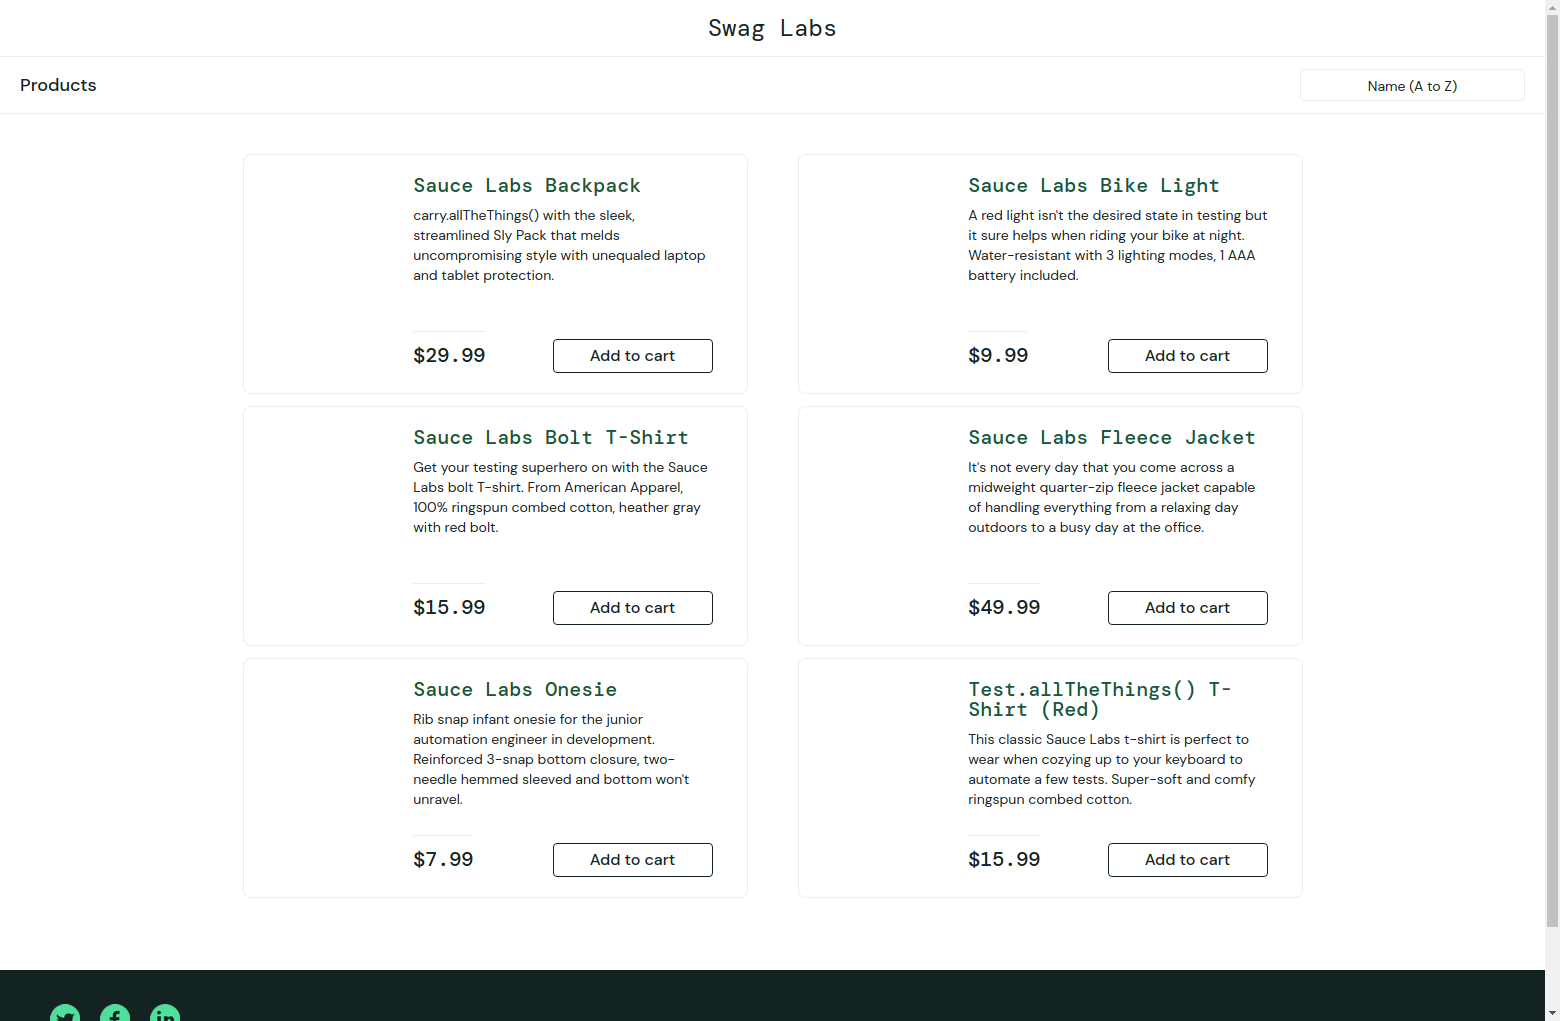 Swag Labs
Products
Name (A to Z)
Sauce Labs Backpack
carry.allTheThings() with the sleek,
streamlined Sly Pack that melds
uncompromising style with unequaled laptop
and tablet protection.
$29.99
Add to cart
Sauce Labs Bike Light
A red light isn't the desired state in testing but
it sure helps when riding your bike at night.
Water-resistant with 3 lighting modes, 1 AAA
battery included.
$9.99
Add to cart
Sauce Labs Bolt T-Shirt
Get your testing superhero on with the Sauce
Labs bolt T-shirt. From American Apparel,
100% ringspun combed cotton, heather gray
with red bolt.
$15.99
Add to cart
Sauce Labs Fleece Jacket
It's not every day that you come across a
midweight quarter-zip fleece jacket capable
of handling everything from a relaxing day
outdoors to a busy day at the office.
$49.99
Add to cart
Sauce Labs Onesie
Rib snap infant onesie for the junior
automation engineer in development.
Reinforced 3-snap bottom closure, two-
needle hemmed sleeved and bottom won't
unravel.
$7.99
Add to cart
Test.allTheThings() T-
Shirt (Red)
This classic Sauce Labs t-shirt is perfect to
wear when cozying up to your keyboard to
automate a few tests. Super-soft and comfy
ringspun combed cotton.
$15.99
Add to cart